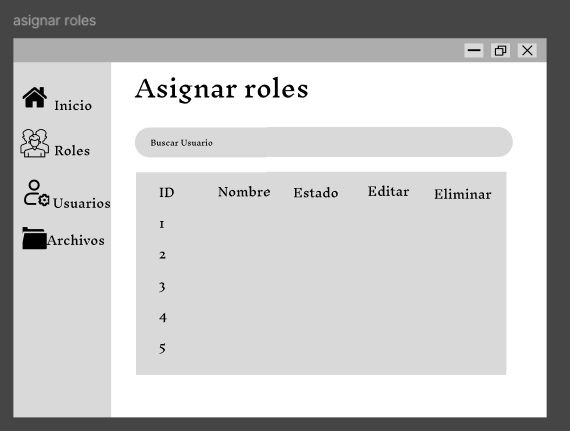 asignar roles
Asignar roles
Inicio
Roles
Usuarios
Archivos
Buscar Usuario
ID Nombre Estado Editar Eliminar
1
2
3
4
5